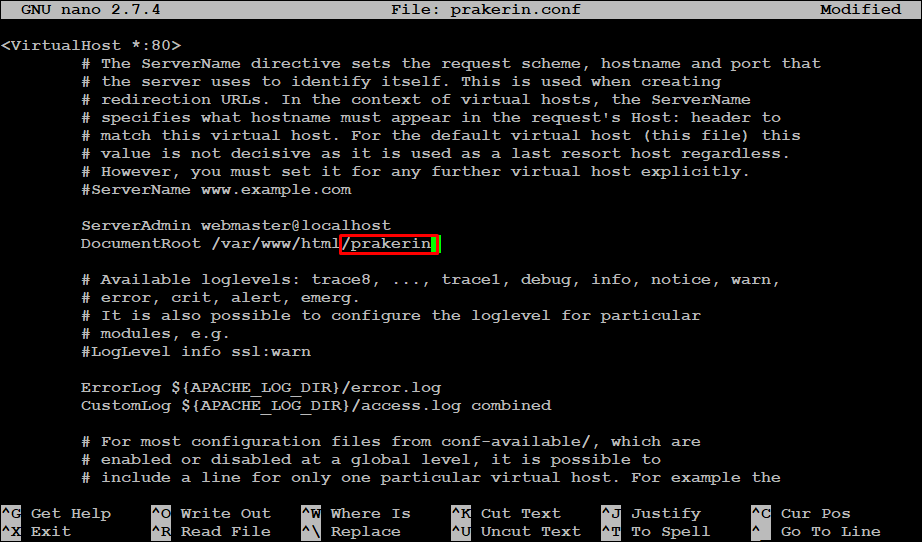 GNU nano 2.7.4 File: prakerin.conf Modified
<VirtualHost *:80>
# The ServerName directive sets the request scheme, hostname and port that
# the server uses to identify itself. This is used when creating
# redirection URLs. In the context of virtual hosts, the ServerName
# specifies what hostname must appear in the request's Host: header to
# match this virtual host. For the default virtual host (this file) this
# value is not decisive as it is used as a last resort host regardless.
# However, you must set it for any further virtual host explicitly.
#ServerName www.example.com
ServerAdmin webmaster@localhost
DocumentRoot /var/www/html/prakerin
# Available loglevels: trace8, ..., trace1, debug, info, notice, warn,
# error, crit, alert, emerg.
# It is also possible to configure the loglevel for particular
# modules, e.g.
#LogLevel info ssl:warn
ErrorLog ${APACHE_LOG_DIR}/error.log
CustomLog ${APACHE_LOG_DIR}/access.log combined
# For most configuration files from conf-available/, which are
# enabled or disabled at a global level, it is possible to
# include a line for only one particular virtual host. For example the
^G Get Help ^O Write Out ^W Where Is ^K Cut Text ^J Justify ^C Cur Pos
^X Exit ^R Read File ^\ Replace ^U Uncut Text ^T To Spell ^_ Go To Line